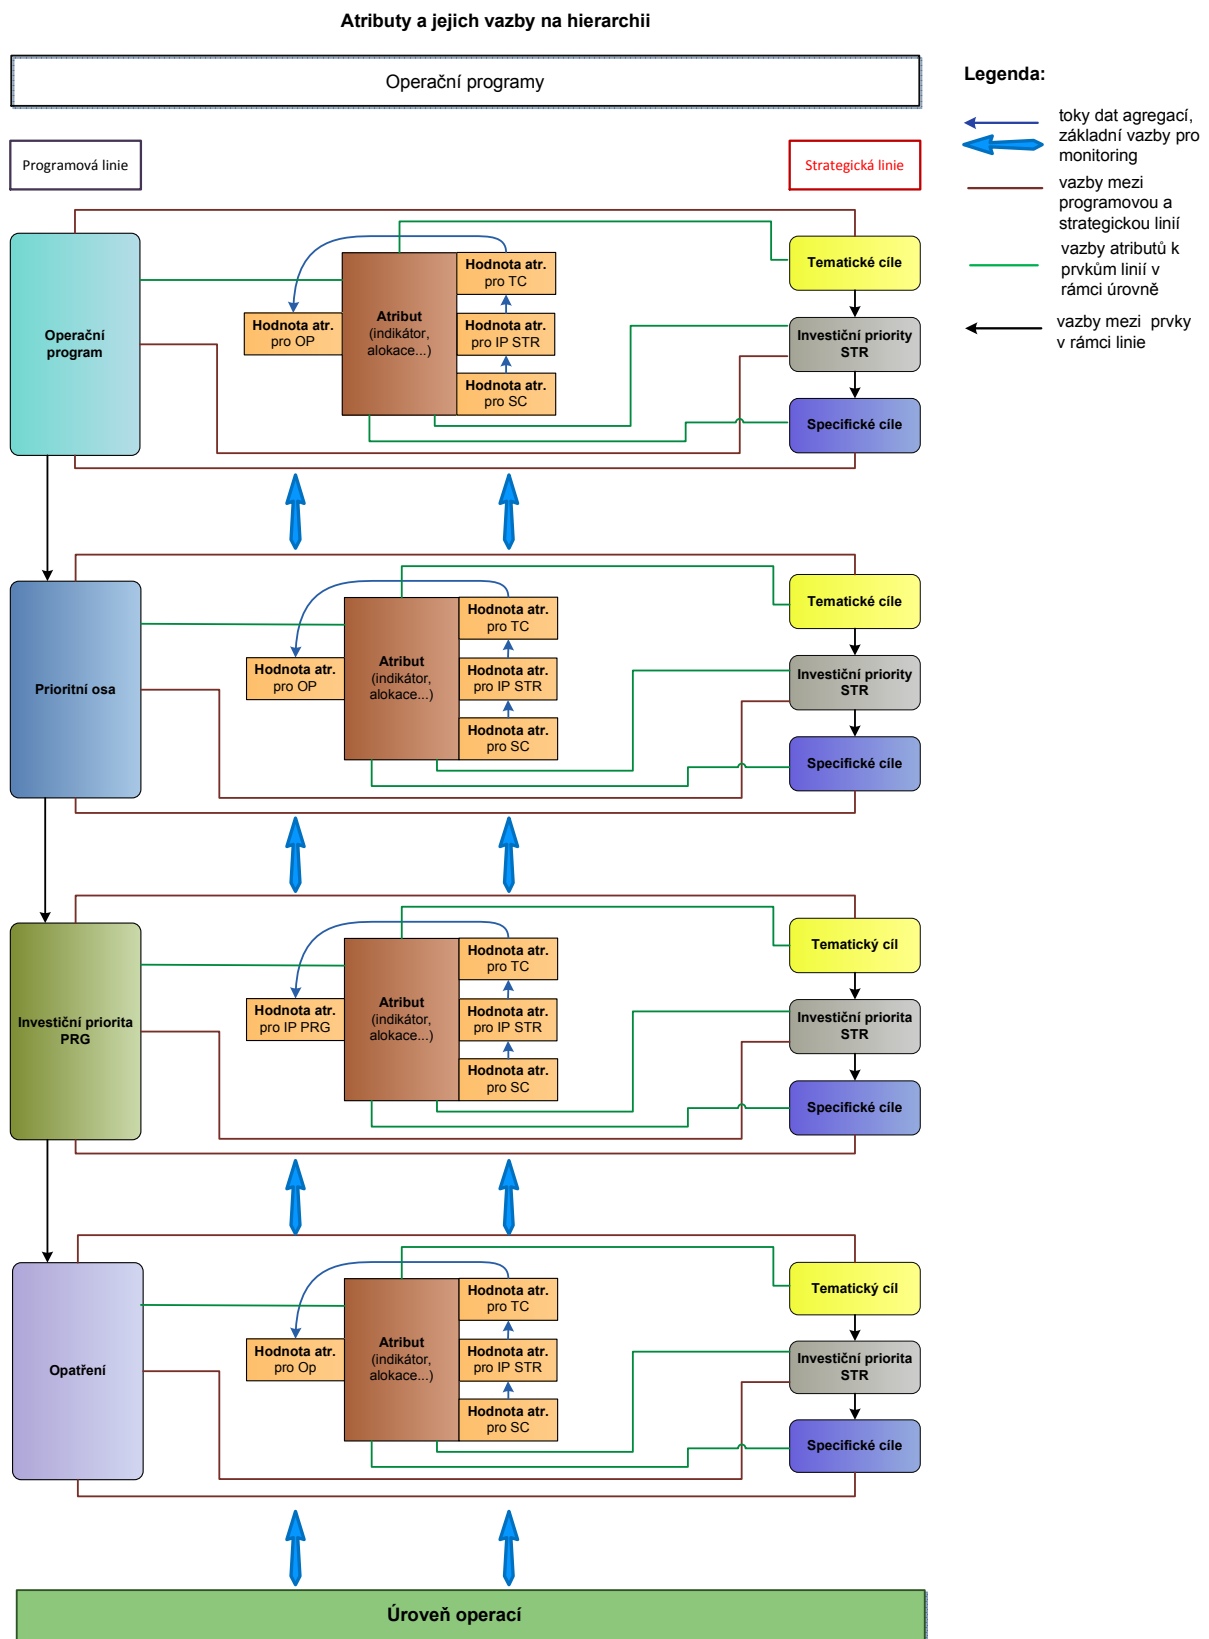 Atributy a jejich vazby na hierarchii
Operační programy
Legenda:
toky dat agregací,
základní vazby pro
monitoring
vazby mezi
programovou a
strategickou linií
vazby atributů k
prvkům linií v
rámci úrovně
vazby mezi prvky
v rámci linie
Programová linie
Strategická linie
Operační
program
Hodnota atr.
pro OP
Atribut
(indikátor,
alokace...)
Hodnota atr.
pro TC
Hodnota atr.
pro IP STR
Hodnota atr.
pro SC
Tematické cíle
Investiční priority
STR
Specifické cíle
Prioritní osa
Hodnota atr.
pro OP
Atribut
(indikátor,
alokace...)
Hodnota atr.
pro TC
Hodnota atr.
pro IP STR
Hodnota atr.
pro SC
Tematické cíle
Investiční priority
STR
Specifické cíle
Investiční priorita
PRG
Hodnota atr.
pro IP PRG
Atribut
(indikátor,
alokace...)
Hodnota atr.
pro TC
Hodnota atr.
pro IP STR
Hodnota atr.
pro SC
Tematický cíl
Investiční priorita
STR
Specifické cíle
Opatření
Hodnota atr.
pro Op
Atribut
(indikátor,
alokace...)
Hodnota atr.
pro TC
Hodnota atr.
pro IP STR
Hodnota atr.
pro SC
Tematický cíl
Investiční priorita
STR
Specifické cíle
Úroveň operací